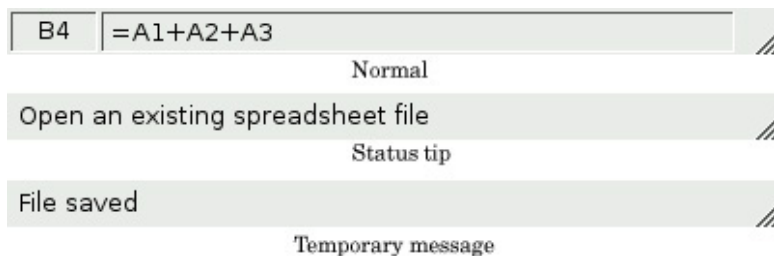 B4 =A1+A2+A3
Normal
Open an existing spreadsheet file
Status tip
File saved
Temporary message